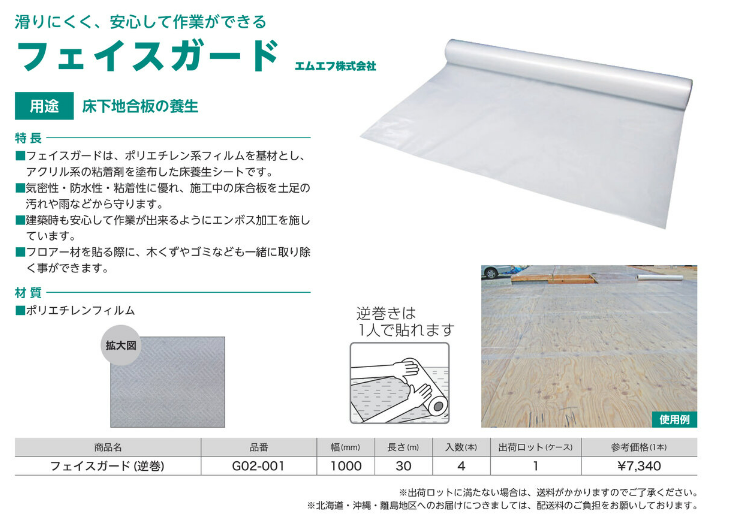 滑りにくく、安心して作業ができる
フェイスガード エムエフ株式会社
用途 床下地合板の養生
特 長
■フェイスガードは、ポリエチレン系フィルムを基材とし、
アクリル系の粘着剤を塗布した床養生シートです。
■気密性・防水性・粘着性に優れ、施工中の床合板を土足の
汚れや雨などから守ります。
■建築時も安心して作業が出来るようにエンボス加工を施し
ています。
■フロアー材を貼る際に、木くずやゴミなども一緒に取り除
く事ができます。
材 質
■ポリエチレンフィルム
拡大図
逆巻きは
1人で貼れます
使用例
商品名 品番 幅(mm) 長さ(m) 入数(本) 出荷ロット(ケース) 参考価格(1本)
フェイスガード(逆巻) G02-001 1000 30 4 1 ¥7,340
※出荷ロットに満たない場合は、送料がかかりますのでご了承ください。
※北海道・沖縄・離島地区へのお届けにつきましては、配送料のご負担をお願いしております。